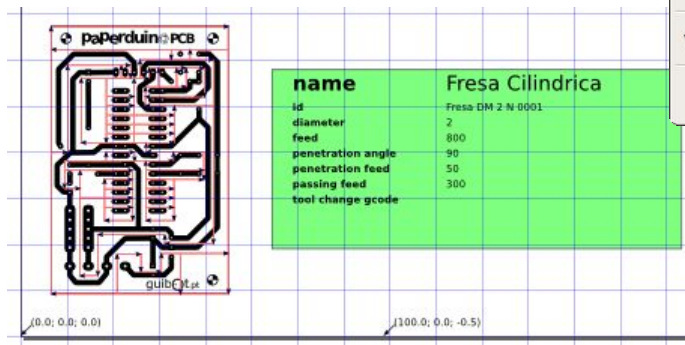 paperduino PCB
name Fresa Cilindrica
id Fresa DM 2 N 0001
diameter 2
feed 800
penetration angle 90
penetration feed 50
passing feed 300
tool change gcode
guibot.pt
(0.0; 0.0; 0.0)
(100.0; 0.0; -0.5)